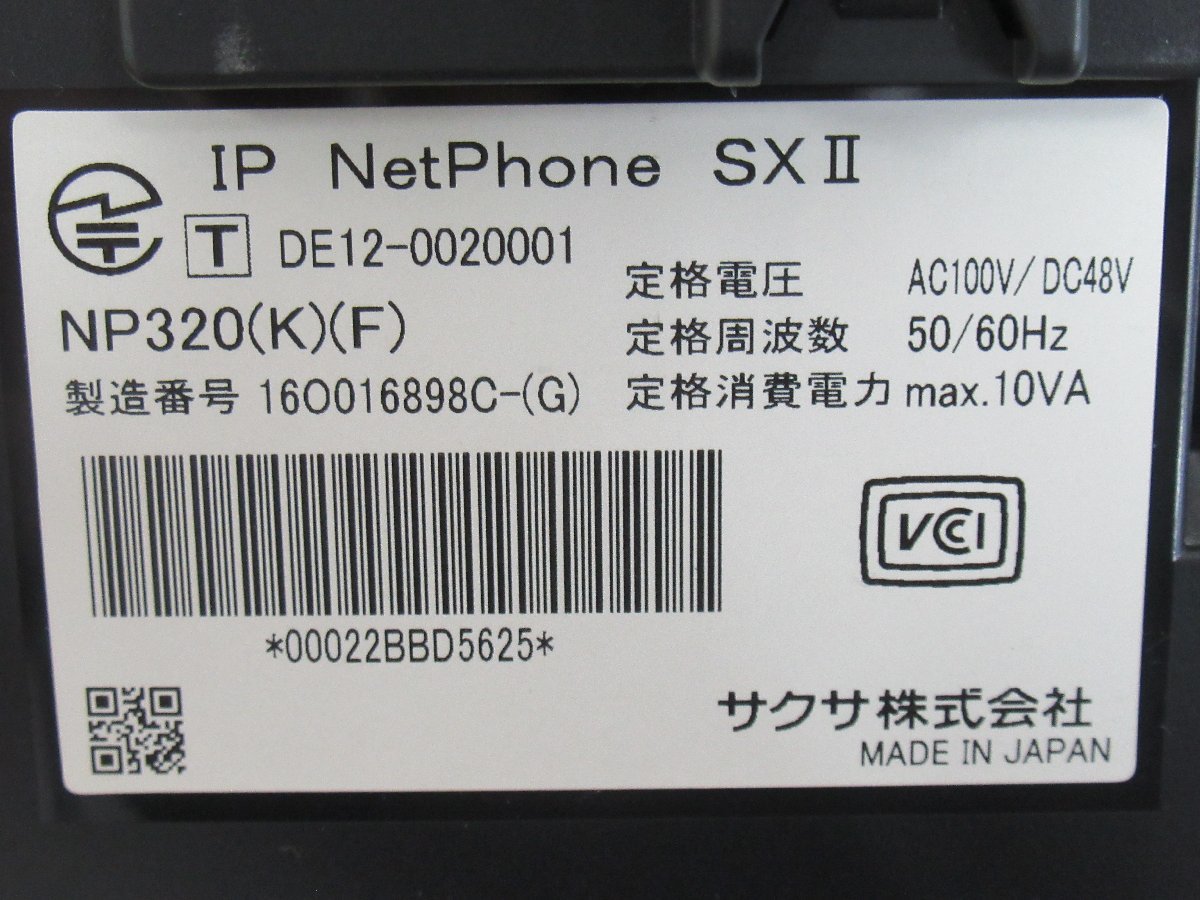 IP NetPhone SXⅡ
T DE12-0020001
NP320(K)(F)
製造番号 160016898C-(G)
定格電圧 AC100V/DC48V
定格周波数 50/60Hz
定格消費電力 max.10VA
*00022BBD5625*
VCCI
サクサ株式会社
MADE IN JAPAN